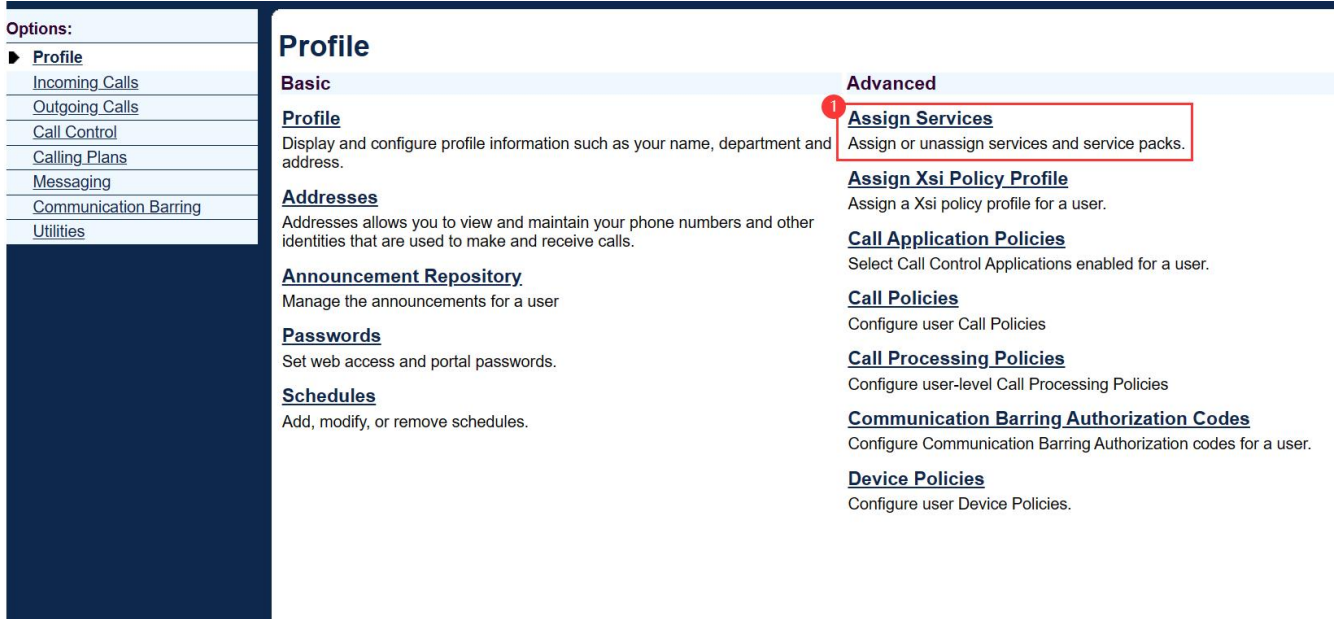 Options:
Profile
Incoming Calls
Outgoing Calls
Call Control
Calling Plans
Messaging
Communication Barring
Utilities
Profile
Basic
Profile
Display and configure profile information such as your name, department and
address.
Addresses
Addresses allows you to view and maintain your phone numbers and other
identities that are used to make and receive calls.
Announcement Repository
Manage the announcements for a user
Passwords
Set web access and portal passwords.
Schedules
Add, modify, or remove schedules.
Advanced
1
Assign Services
Assign or unassign services and service packs.
Assign Xsi Policy Profile
Assign a Xsi policy profile for a user.
Call Application Policies
Select Call Control Applications enabled for a user.
Call Policies
Configure user Call Policies
Call Processing Policies
Configure user-level Call Processing Policies
Communication Barring Authorization Codes
Configure Communication Barring Authorization codes for a user.
Device Policies
Configure user Device Policies.